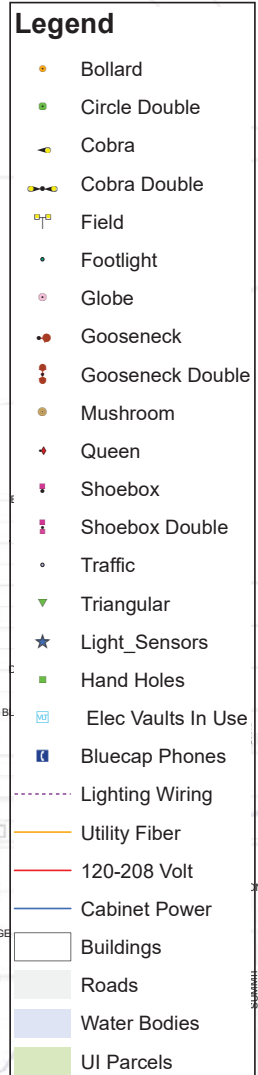 Legend
Bollard
Circle Double
Cobra
Cobra Double
Field
Footlight
Globe
Gooseneck
Gooseneck Double
Mushroom
Queen
Shoebox
Shoebox Double
Traffic
Triangular
Light_Sensors
Hand Holes
Elec Vaults In Use
Bluecap Phones
Lighting Wiring
Utility Fiber
120-208 Volt
Cabinet Power
Buildings
Roads
SUMMIT
Water Bodies
UI Parcels